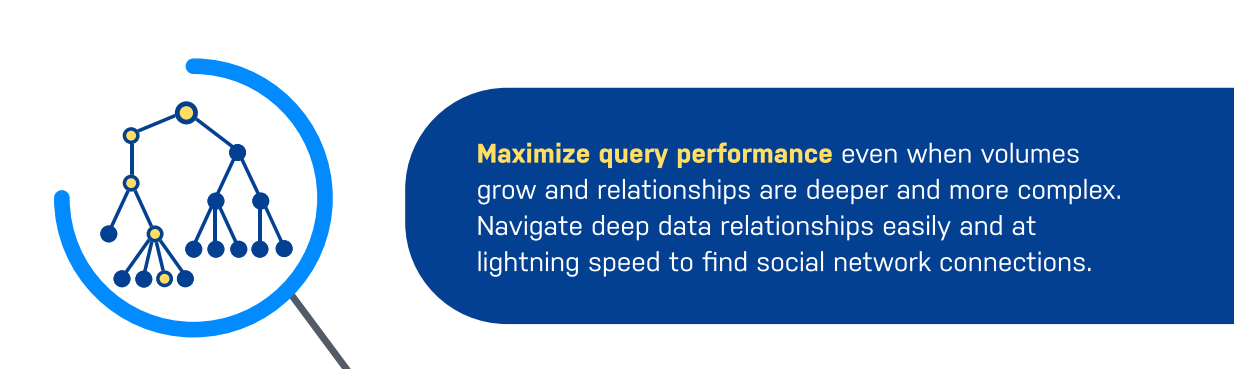 Maximize query performance even when volumes
grow and relationships are deeper and more complex.
Navigate deep data relationships easily and at
lightning speed to find social network connections.